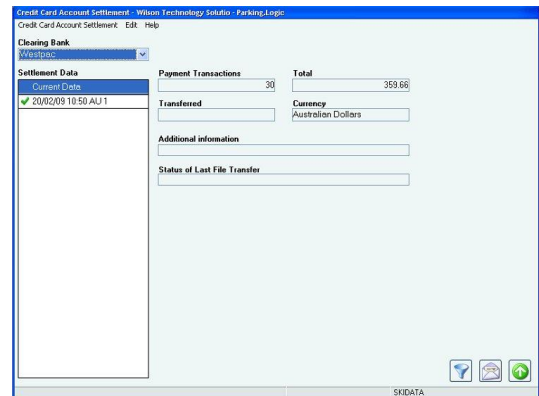 Credit Card Account Settlement - Wilson Technology Solutio - Parking.Logic
Credit Card Account Settlement Edit Help
Clearing Bank
Westpac
Settlement Data
Current Data
20/02/09 10:50 AU 1
Payment Transactions Total
30 359.66
Transferred Currency
Australian Dollars
Additional information
Status of Last File Transfer
SKIDATA